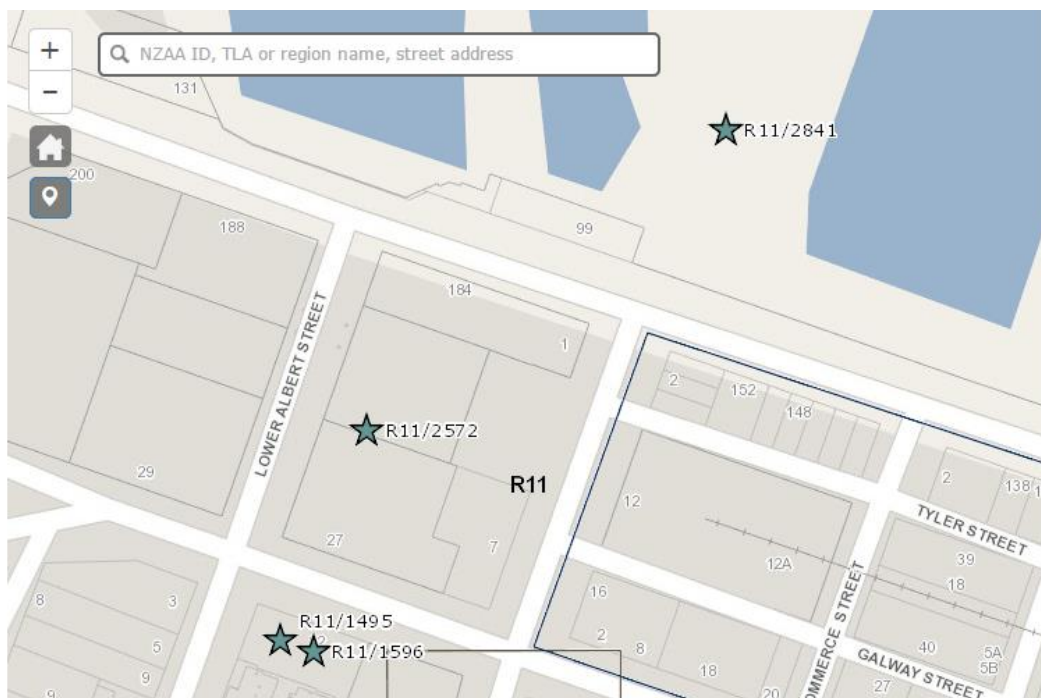 +
NZAA ID, TLA or region name, street address
−
131
R11/2841
200
188
99
184
1
LOWER ALBERT STREET
2
152
148
R11/2572
R11
29
12
2
138
1
TYLER STREET
27
7
12A
39
18
8
3
16
COMMERCE STREET
R11/1495
2
5
2
8
40
5A
R11/1596
5B
9
18
GALWAY STREET
9
20
27